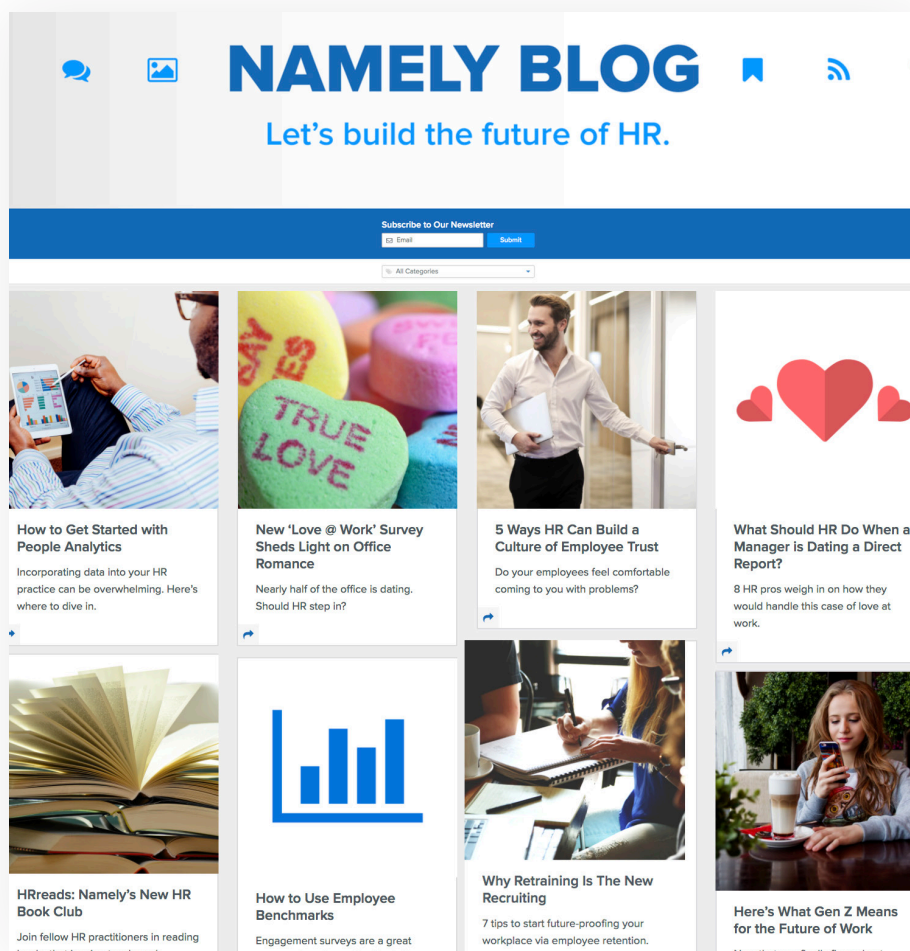 NAMELY BLOG
Let's build the future of HR.
Subscribe to Our Newsletter
Email
Submit
All Categories
TRUE
LOVE
How to Get Started with
People Analytics
Incorporating data into your HR
practice can be overwhelming. Here's
where to dive in.
New ‘Love @ Work’ Survey
Sheds Light on Office
Romance
Nearly half of the office is dating.
Should HR step in?
5 Ways HR Can Build a
Culture of Employee Trust
Do your employees feel comfortable
coming to you with problems?
What Should HR Do When a
Manager is Dating a Direct
Report?
8 HR pros weigh in on how they
would handle this case of love at
work.
HRreads: Namely's New HR
Book Club
Join fellow HR practitioners in reading
How to Use Employee
Benchmarks
Engagement surveys are a great
Why Retraining Is The New
Recruiting
7 tips to start future-proofing your
workplace via employee retention.
Here's What Gen Z Means
for the Future of Work